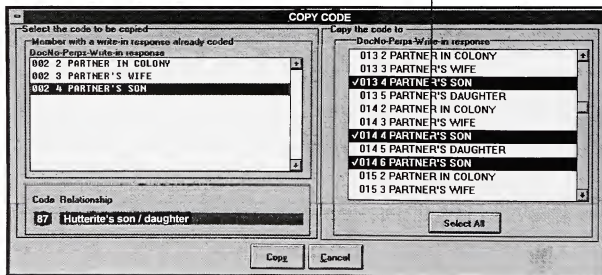 COPY CODE
Select the code to be copied
Member with a write-in response already coded
DocNo-Perps-Write-in response
002 2 PARTNER IN COLONY
002 3 PARTNER'S WIFE
002 4 PARTNER'S SON
Code Relationship
87 Hutterite's son / daughter
Copy the code to
DocNo-Perps-Write-in response
013 2 PARTNER IN COLONY
013 3 PARTNER'S WIFE
✓013 4 PARTNER'S SON
013 5 PARTNER'S DAUGHTER
014 2 PARTNER IN COLONY
014 3 PARTNER'S WIFE
✓014 4 PARTNER'S SON
014 5 PARTNER'S DAUGHTER
✓014 6 PARTNER'S SON
015 2 PARTNER IN COLONY
015 3 PARTNER'S WIFE
Select All
Copy
Cancel